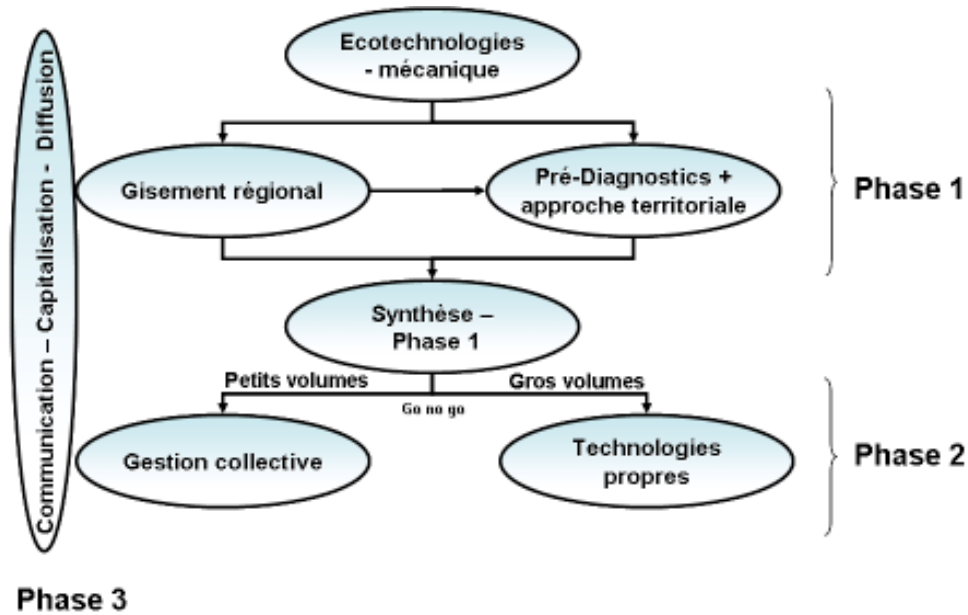 Ecotechnologies
- mécanique
Communication – Capitalisation - Diffusion
Gisement régional
Pré-Diagnostics +
approche territoriale
Phase 1
Synthèse –
Phase 1
Petits volumes
Gros volumes
Go no go
Gestion collective
Technologies
propres
Phase 2
Phase 3